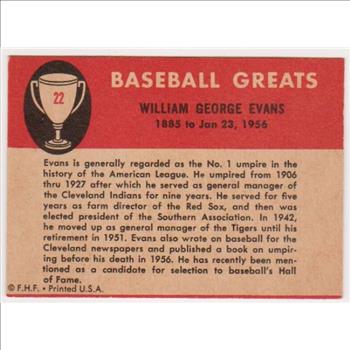 22
BASEBALL GREATS
WILLIAM GEORGE EVANS
1885 to Jan 23, 1956
Evans is generally regarded as the No. 1 umpire in the
history of the American League. He umpired from 1906
thru 1927 after which he served as general manager of
the Cleveland Indians for nine years. He served for five
years as farm director of the Red Sox, and then was
elected president of the Southern Association. In 1942,
he moved up as general manager of the Tigers until his
retirement in 1951. Evans also wrote on baseball for the
Cleveland newspapers and published a book on umpir-
ing before his death in 1956. He has recently been men-
tioned as a candidate for selection to baseball's Hall
of Fame.
© F.H.F. • Printed U.S.A.